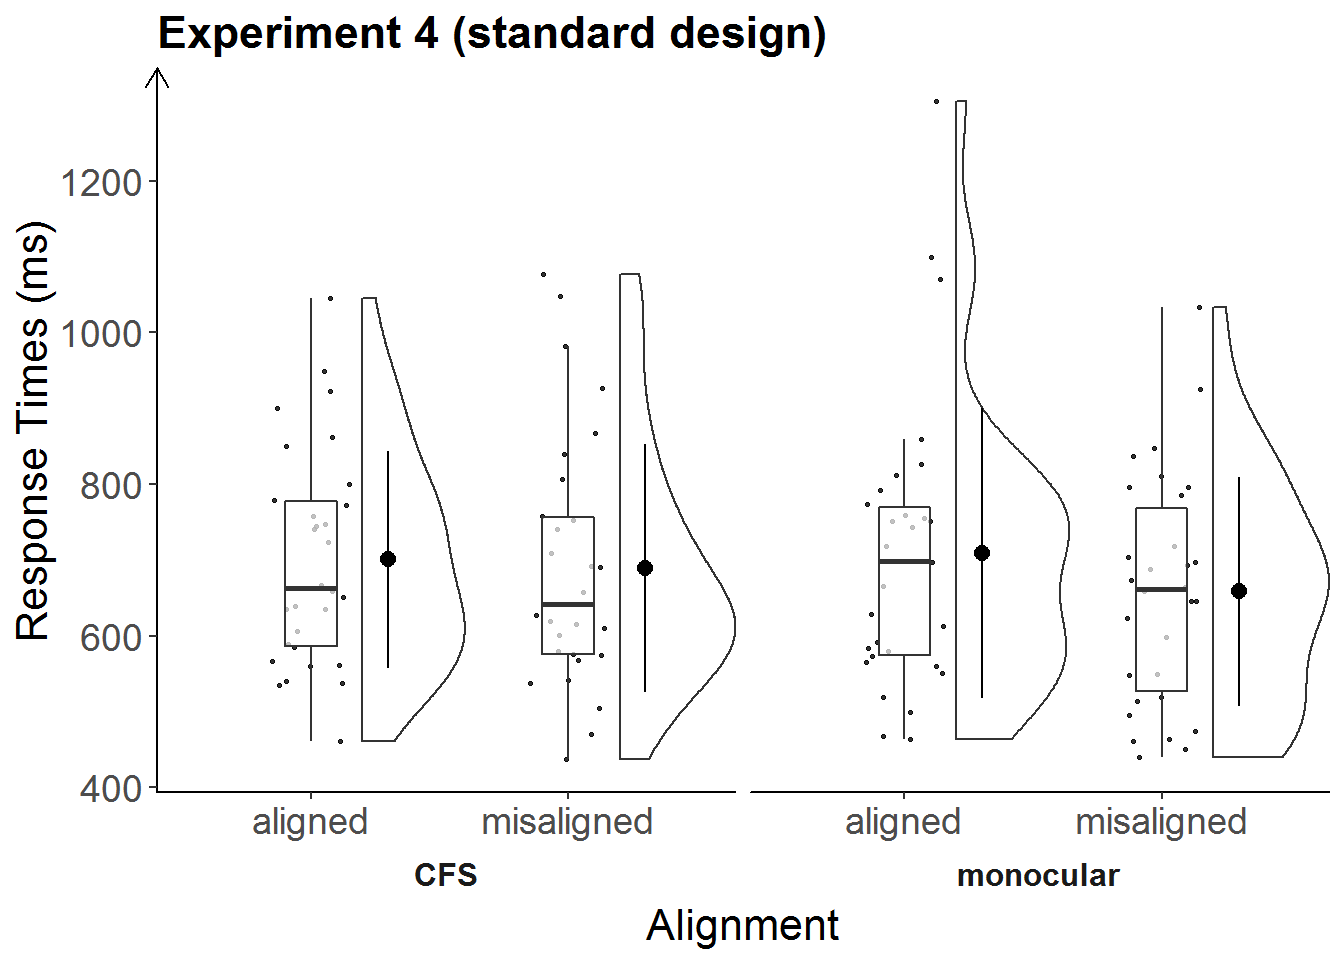 Experiment 4 (standard design)
Response Times (ms)
1200
1000
800
600
400
aligned misaligned aligned misaligned
CFS monocular
Alignment